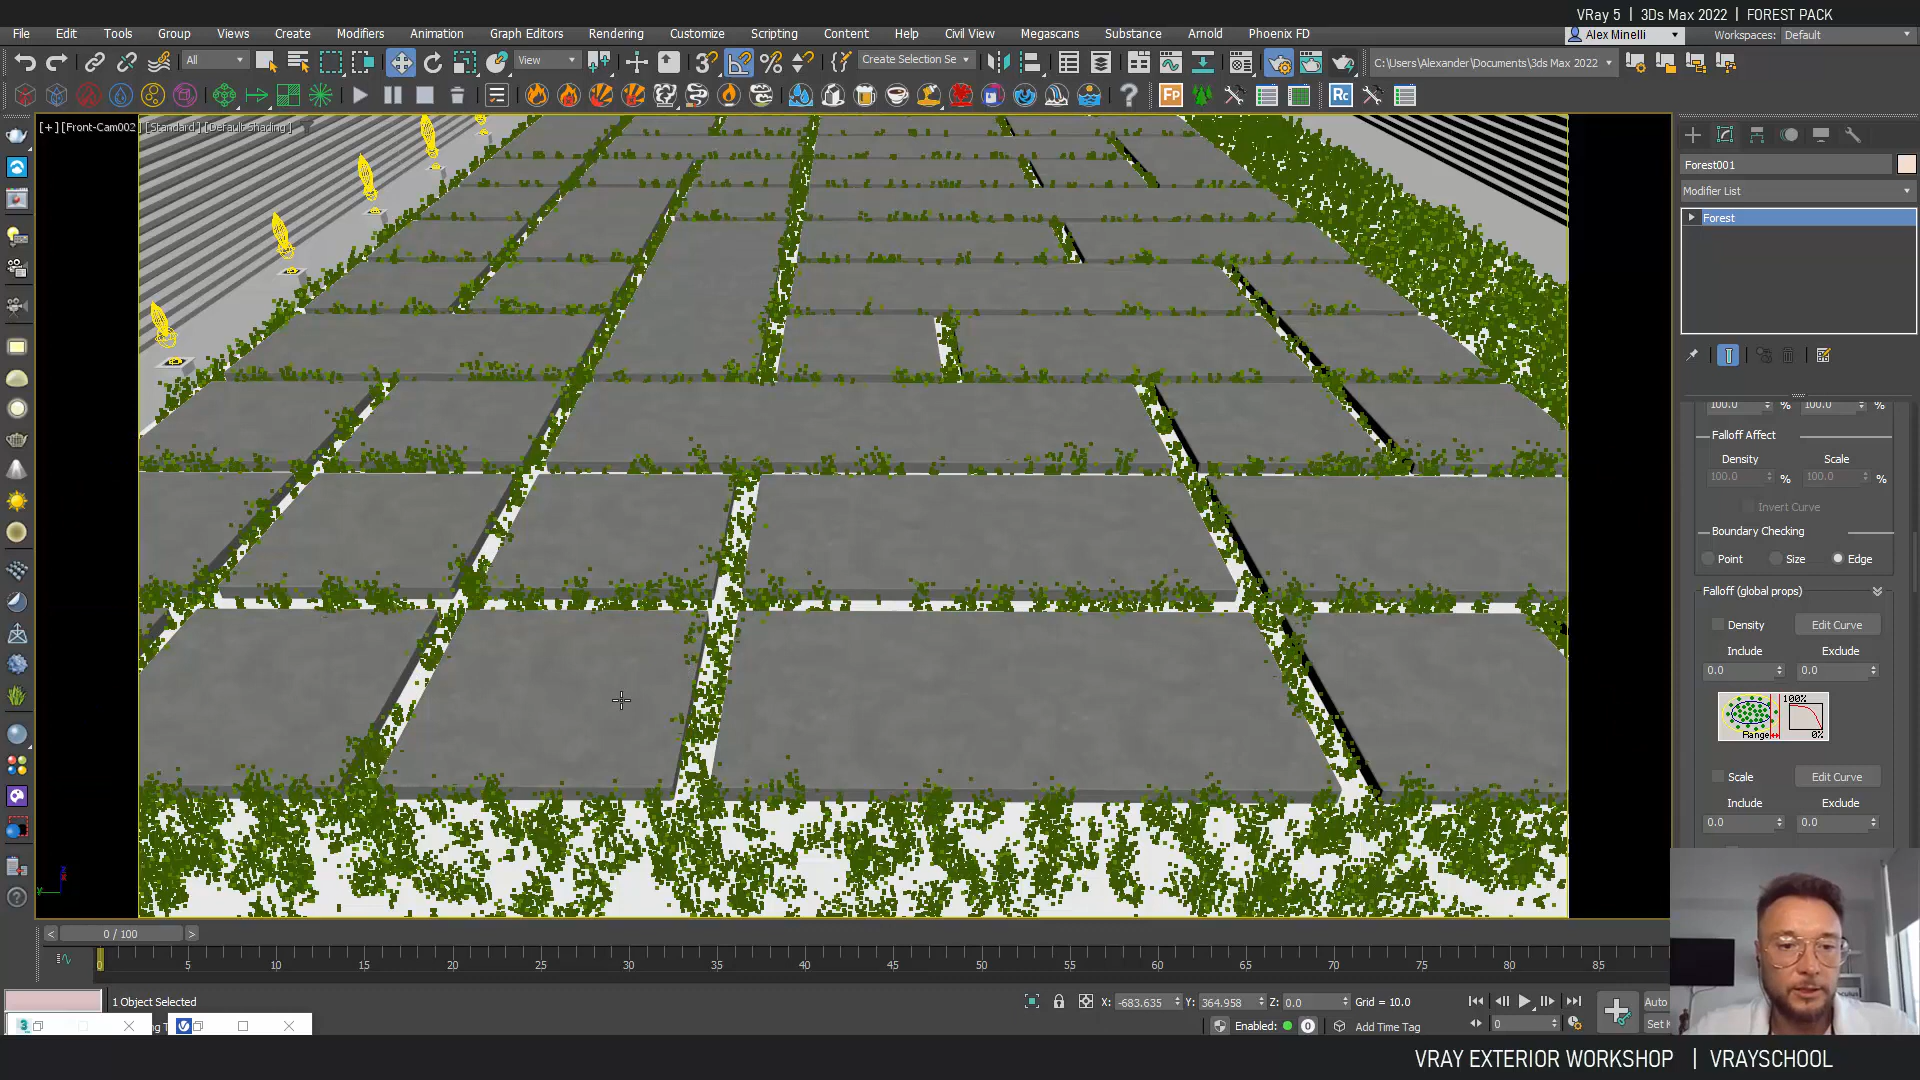 VRay 5 | 3Ds Max 2022 | FOREST PACK
File Edit Tools Group Views Create Modifiers Animation Graph Editors Rendering Customize Scripting Content Help Civil View Megascans Substance Arnold Phoenix FD
Alex Minelli Workspaces: Default
All View Create Selection Se C:\Users\Alexander\Documents\3ds Max 2022
Fp Rc
[+] [Front-Cam002] [Standard] [Default Shading]
Forest001
Modifier List
Forest
100.0 % 100.0 %
Falloff Affect
Density Scale
100.0 % 100.0 %
Invert Curve
Boundary Checking
Point Size Edge
Falloff (global props)
Density Edit Curve
Include Exclude
0.0 0.0
100%
Range 0%
Scale Edit Curve
Include Exclude
0.0 0.0
0 / 100
0 5 10 15 20 25 30 35 40 45 50 55 60 65 70 75 80 85
1 Object Selected
X: -683.635 Y: 364.958 Z: 0.0 Grid = 10.0 Auto
Enabled: 0 Add Time Tag 0 Set K
VRAY EXTERIOR WORKSHOP | VRAYSCHOOL